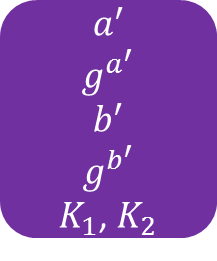 a′
g^{a′}
b′
g^{b′}
K₁, K₂